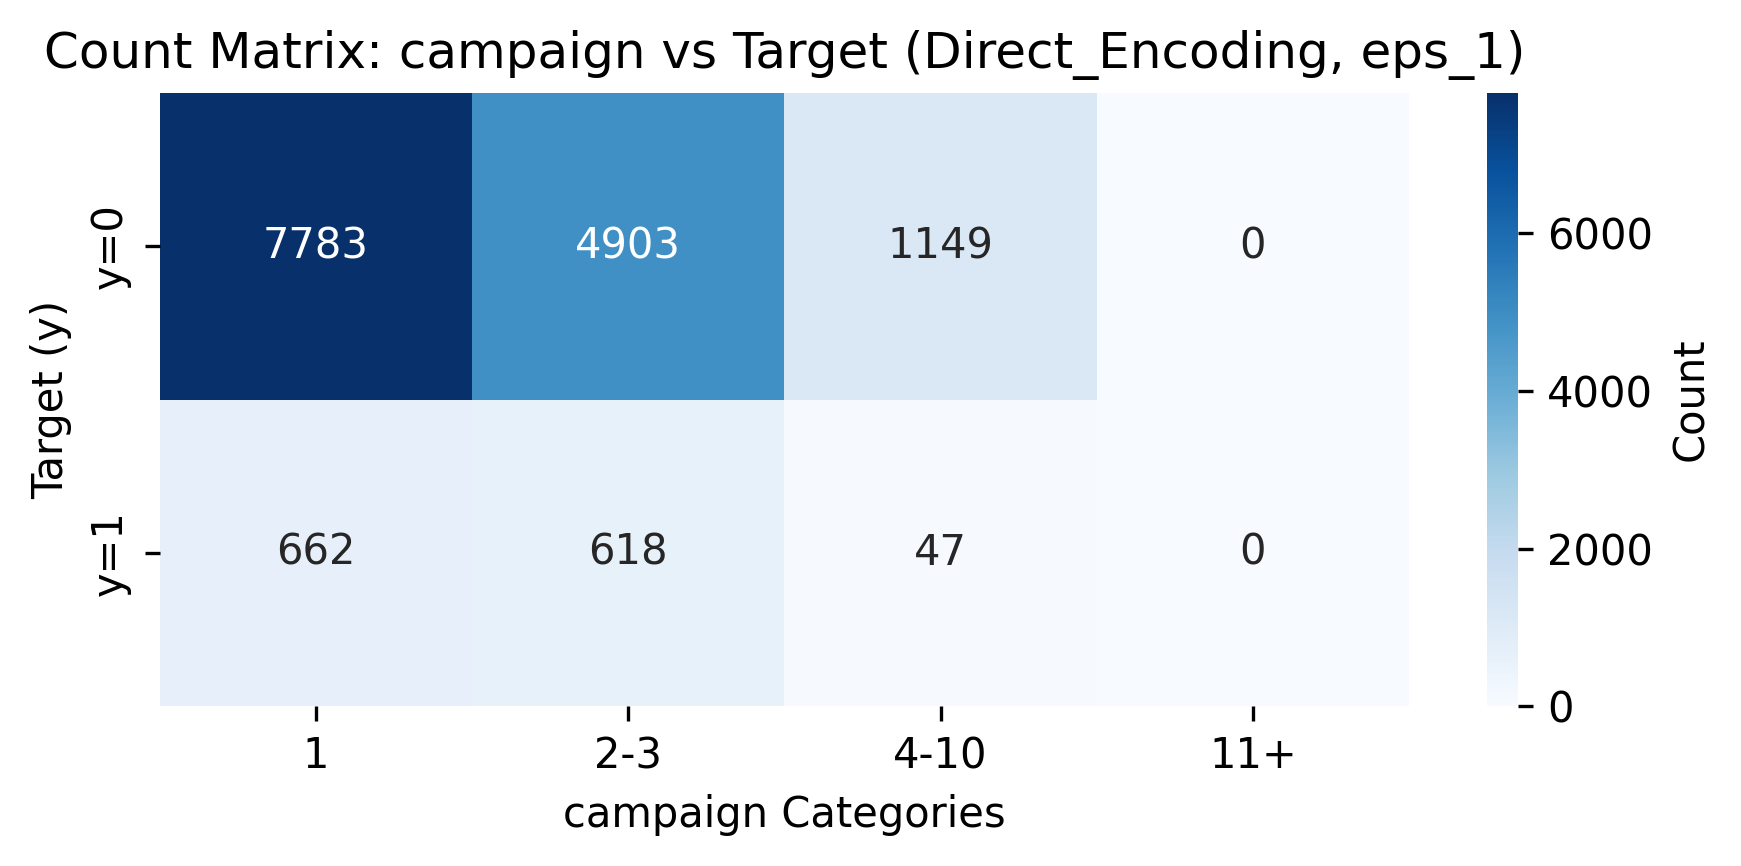 Count Matrix: campaign vs Target (Direct_Encoding, eps_1)
Target (y)
y=0
7783 4903 1149 0
y=1
662 618 47 0
1 2-3 4-10 11+
campaign Categories
6000
4000
2000
0
Count